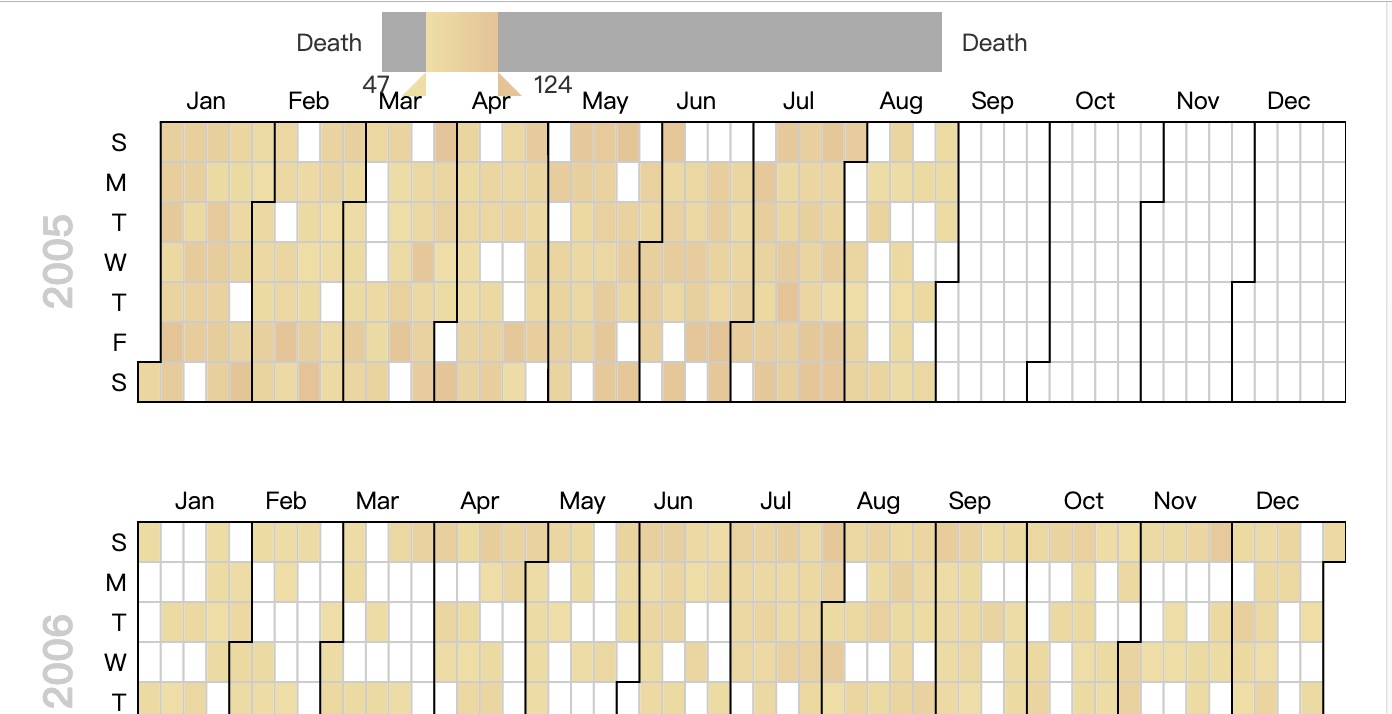 Death Death
47 124
Jan Feb Mar Apr May Jun Jul Aug Sep Oct Nov Dec
S
M
T
W
T
F
S
2005
Jan Feb Mar Apr May Jun Jul Aug Sep Oct Nov Dec
S
M
T
W
T
2006